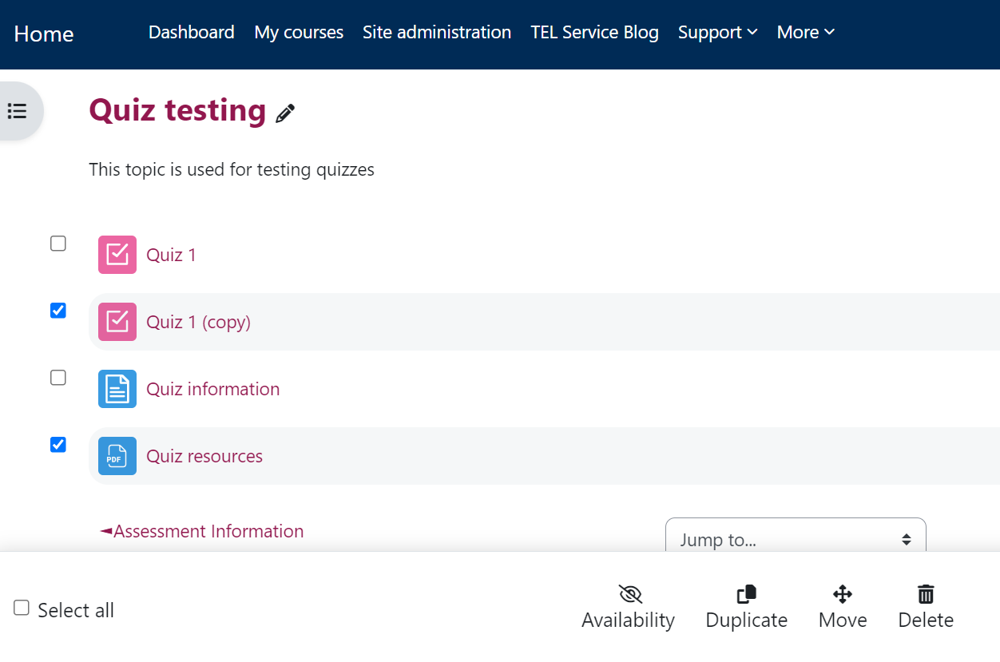 Home Dashboard My courses Site administration TEL Service Blog Support More
Quiz testing
This topic is used for testing quizzes
Quiz 1
Quiz 1 (copy)
Quiz information
PDF Quiz resources
◄Assessment Information Jump to...
Select all Availability Duplicate Move Delete